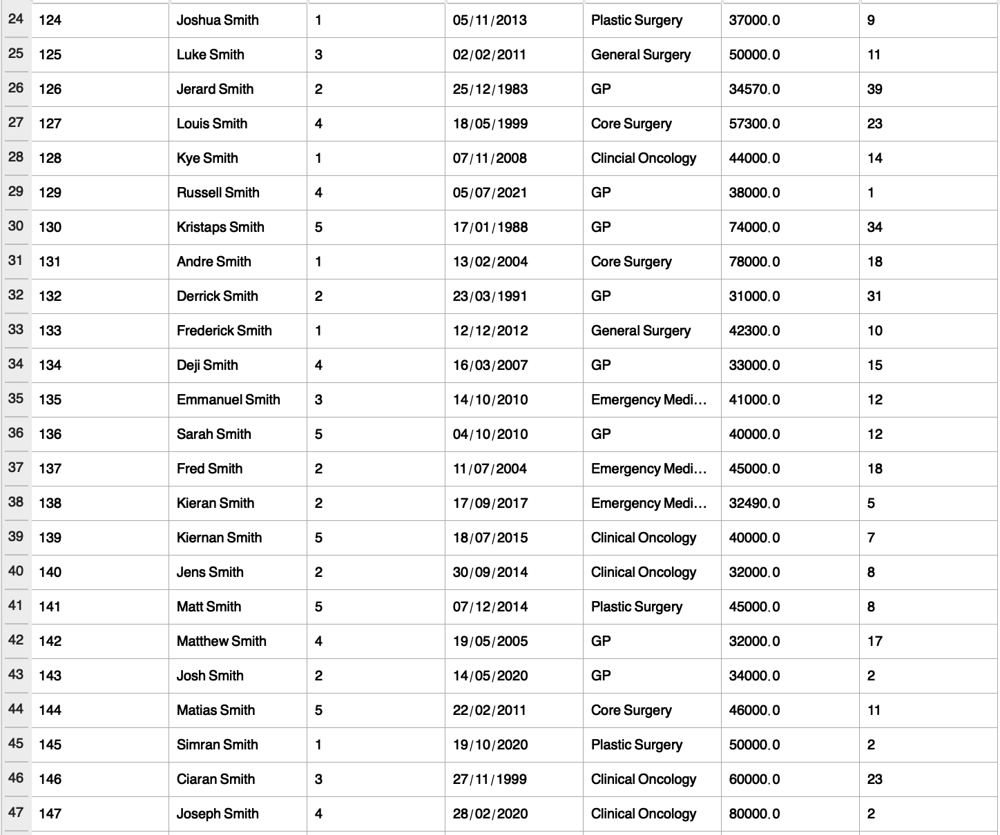 24 124 Joshua Smith 1 05/11/2013 Plastic Surgery 37000.0 9
25 125 Luke Smith 3 02/02/2011 General Surgery 50000.0 11
26 126 Jerard Smith 2 25/12/1983 GP 34570.0 39
27 127 Louis Smith 4 18/05/1999 Core Surgery 57300.0 23
28 128 Kye Smith 1 07/11/2008 Clincial Oncology 44000.0 14
29 129 Russell Smith 4 05/07/2021 GP 38000.0 1
30 130 Kristaps Smith 5 17/01/1988 GP 74000.0 34
31 131 Andre Smith 1 13/02/2004 Core Surgery 78000.0 18
32 132 Derrick Smith 2 23/03/1991 GP 31000.0 31
33 133 Frederick Smith 1 12/12/2012 General Surgery 42300.0 10
34 134 Deji Smith 4 16/03/2007 GP 33000.0 15
35 135 Emmanuel Smith 3 14/10/2010 Emergency Medi... 41000.0 12
36 136 Sarah Smith 5 04/10/2010 GP 40000.0 12
37 137 Fred Smith 2 11/07/2004 Emergency Medi... 45000.0 18
38 138 Kieran Smith 2 17/09/2017 Emergency Medi... 32490.0 5
39 139 Kiernan Smith 5 18/07/2015 Clinical Oncology 40000.0 7
40 140 Jens Smith 2 30/09/2014 Clinical Oncology 32000.0 8
41 141 Matt Smith 5 07/12/2014 Plastic Surgery 45000.0 8
42 142 Matthew Smith 4 19/05/2005 GP 32000.0 17
43 143 Josh Smith 2 14/05/2020 GP 34000.0 2
44 144 Matias Smith 5 22/02/2011 Core Surgery 46000.0 11
45 145 Simran Smith 1 19/10/2020 Plastic Surgery 50000.0 2
46 146 Ciaran Smith 3 27/11/1999 Clinical Oncology 60000.0 23
47 147 Joseph Smith 4 28/02/2020 Clinical Oncology 80000.0 2